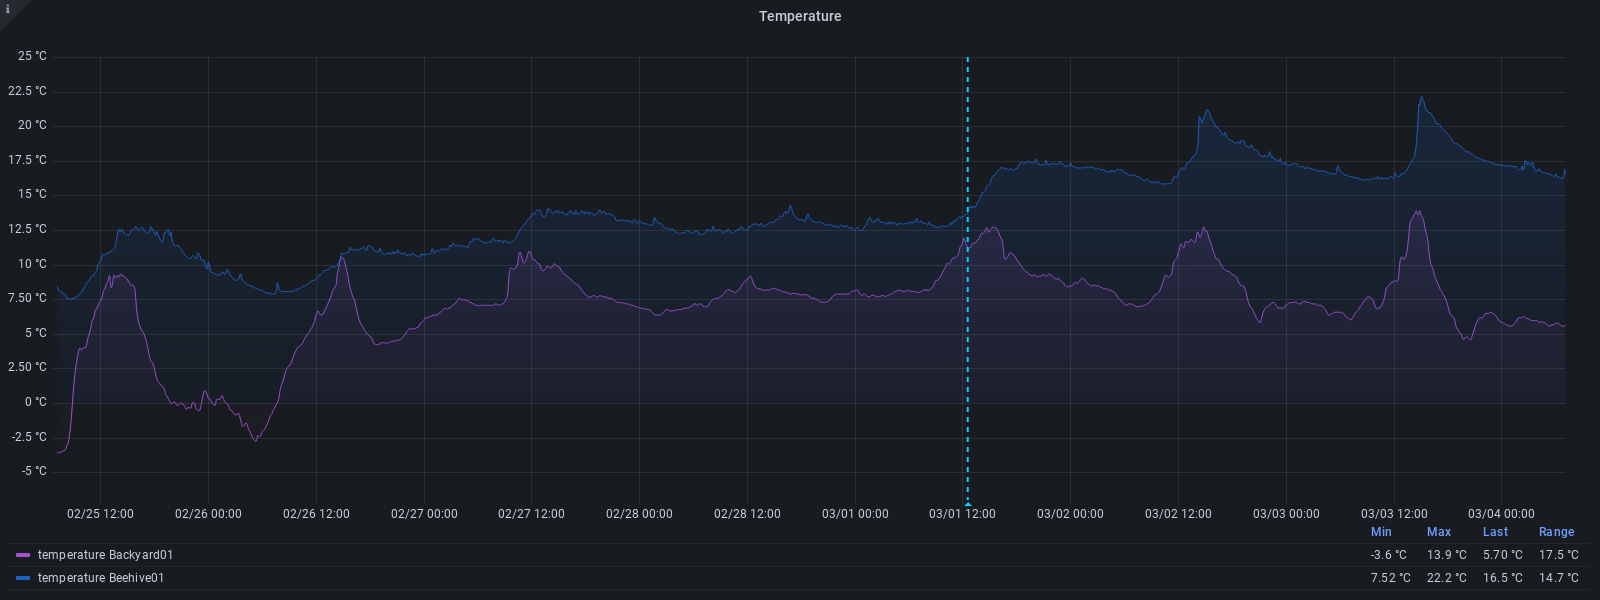 i
Temperature
25 °C
22.5 °C
20 °C
17.5 °C
15 °C
12.5 °C
10 °C
7.50 °C
5 °C
2.50 °C
0 °C
-2.5 °C
-5 °C
02/25 12:00 02/26 00:00 02/26 12:00 02/27 00:00 02/27 12:00 02/28 00:00 02/28 12:00 03/01 00:00 03/01 12:00 03/02 00:00 03/02 12:00 03/03 00:00 03/03 12:00 03/04 00:00
Min Max Last Range
temperature Backyard01 -3.6 °C 13.9 °C 5.70 °C 17.5 °C
temperature Beehive01 7.52 °C 22.2 °C 16.5 °C 14.7 °C